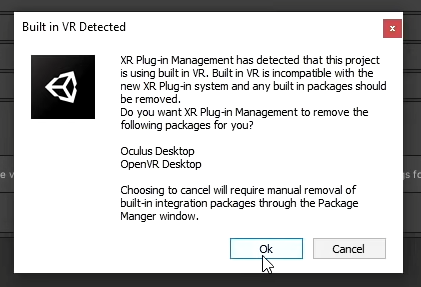 Built in VR Detected
x
XR Plug-in Management has detected that this project
is using built in VR. Built in VR is incompatible with the
new XR Plug-in system and any built in packages should
be removed.
Do you want XR Plug-in Management to remove the
following packages for you?
Oculus Desktop
OpenVR Desktop
Choosing to cancel will require manual removal of
built-in integration packages through the Package
Manger window.
Ok
Cancel